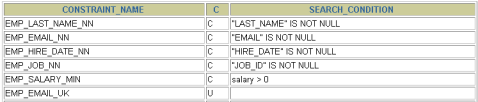 CONSTRAINT_NAME C SEARCH_CONDITION
EMP_LAST_NAME_NN C "LAST_NAME" IS NOT NULL
EMP_EMAIL_NN C "EMAIL" IS NOT NULL
EMP_HIRE_DATE_NN C "HIRE_DATE" IS NOT NULL
EMP_JOB_NN C "JOB_ID" IS NOT NULL
EMP_SALARY_MIN C salary > 0
EMP_EMAIL_UK U